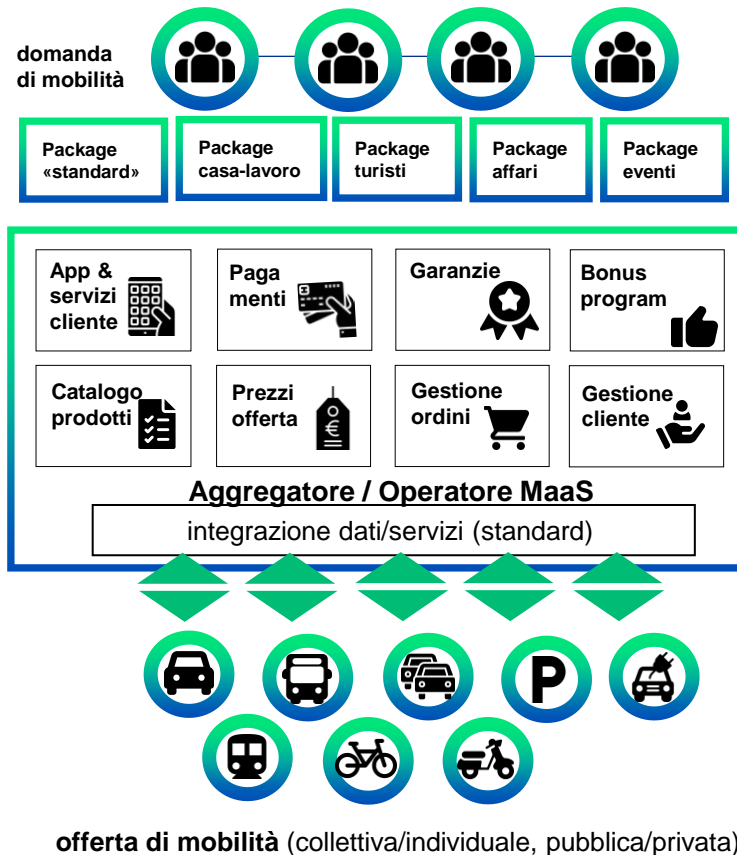 domanda
di mobilità
Package
«standard»
Package
casa-lavoro
Package
turisti
Package
affari
Package
eventi
App &
servizi
cliente
Paga
menti
Garanzie
Bonus
program
Catalogo
prodotti
Prezzi
offerta
€
Gestione
ordini
Gestione
cliente
Aggregatore / Operatore MaaS
integrazione dati/servizi (standard)
P
offerta di mobilità (collettiva/individuale, pubblica/privata)